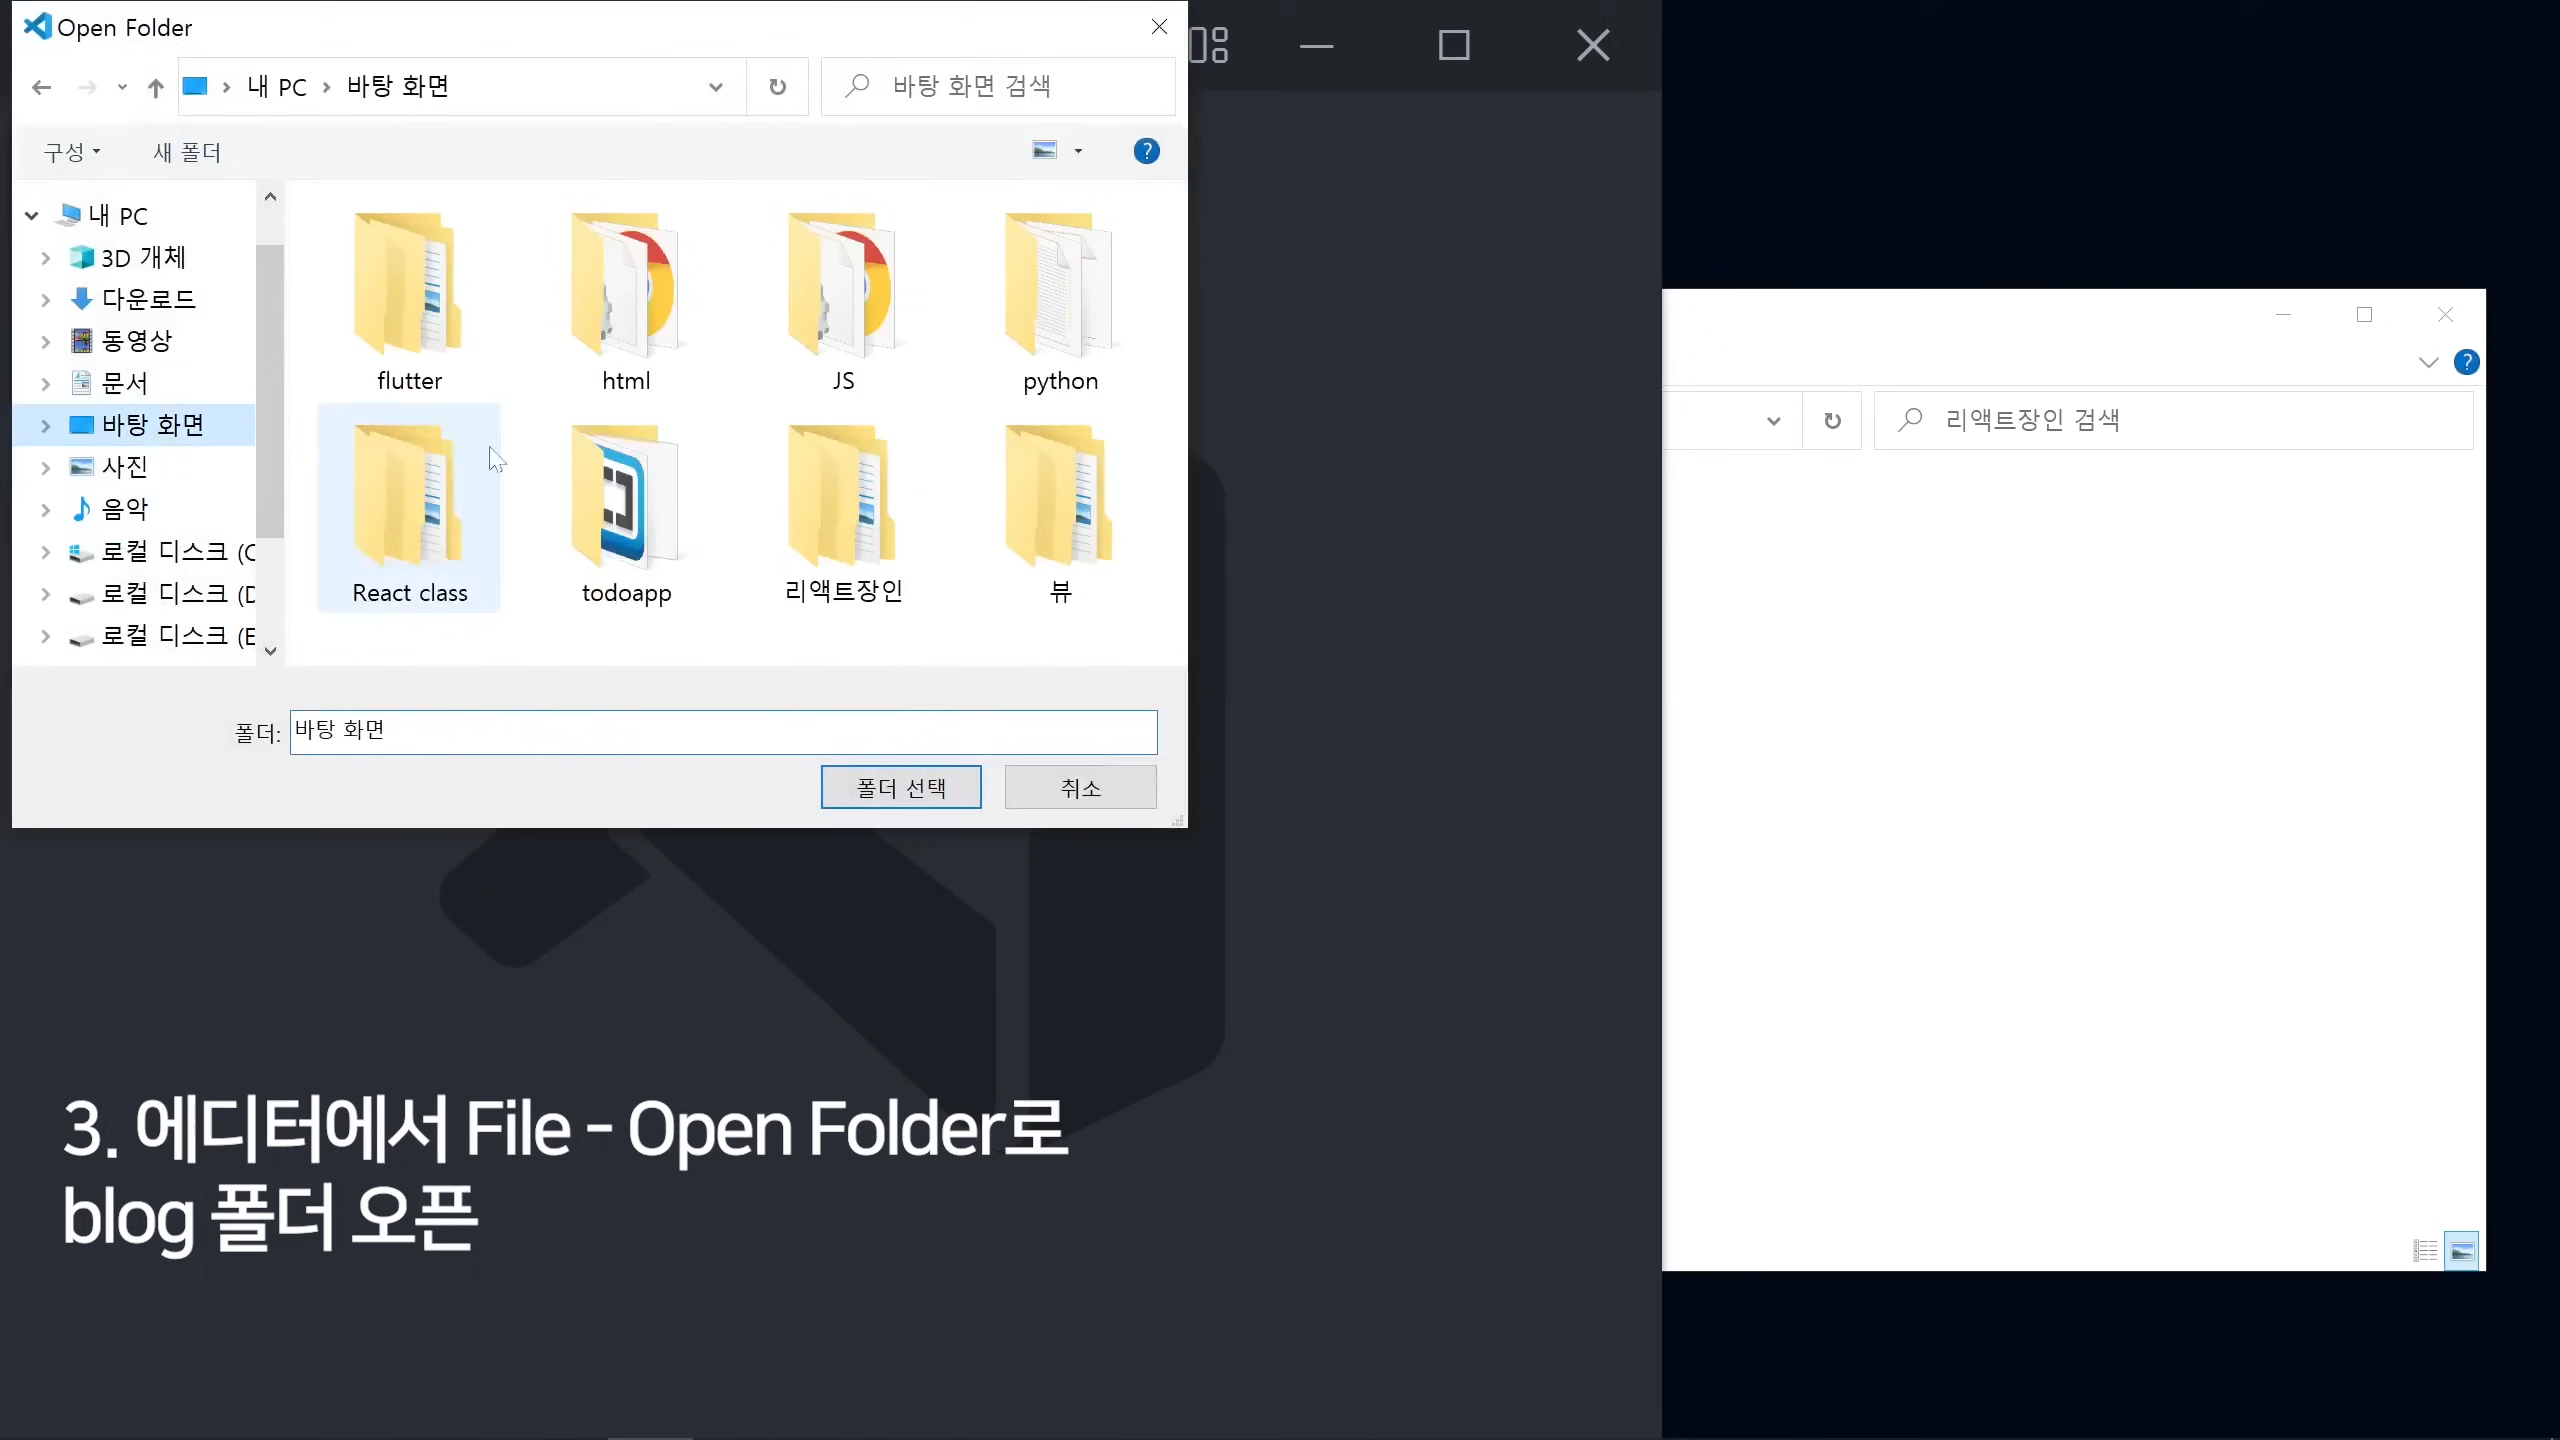 Open Folder
내 PC
바탕 화면
바탕 화면 검색
구성
새 폴더
내 PC
3D 개체
다운로드
동영상
문서
바탕 화면
사진
음악
로컬 디스크 (C
로컬 디스크 (D
로컬 디스크 (E
flutter
html
JS
python
React class
todoapp
리액트장인
뷰
폴더:
바탕 화면
폴더 선택
취소
리액트장인 검색
3. 에디터에서 File - Open Folder로
blog 폴더 오픈